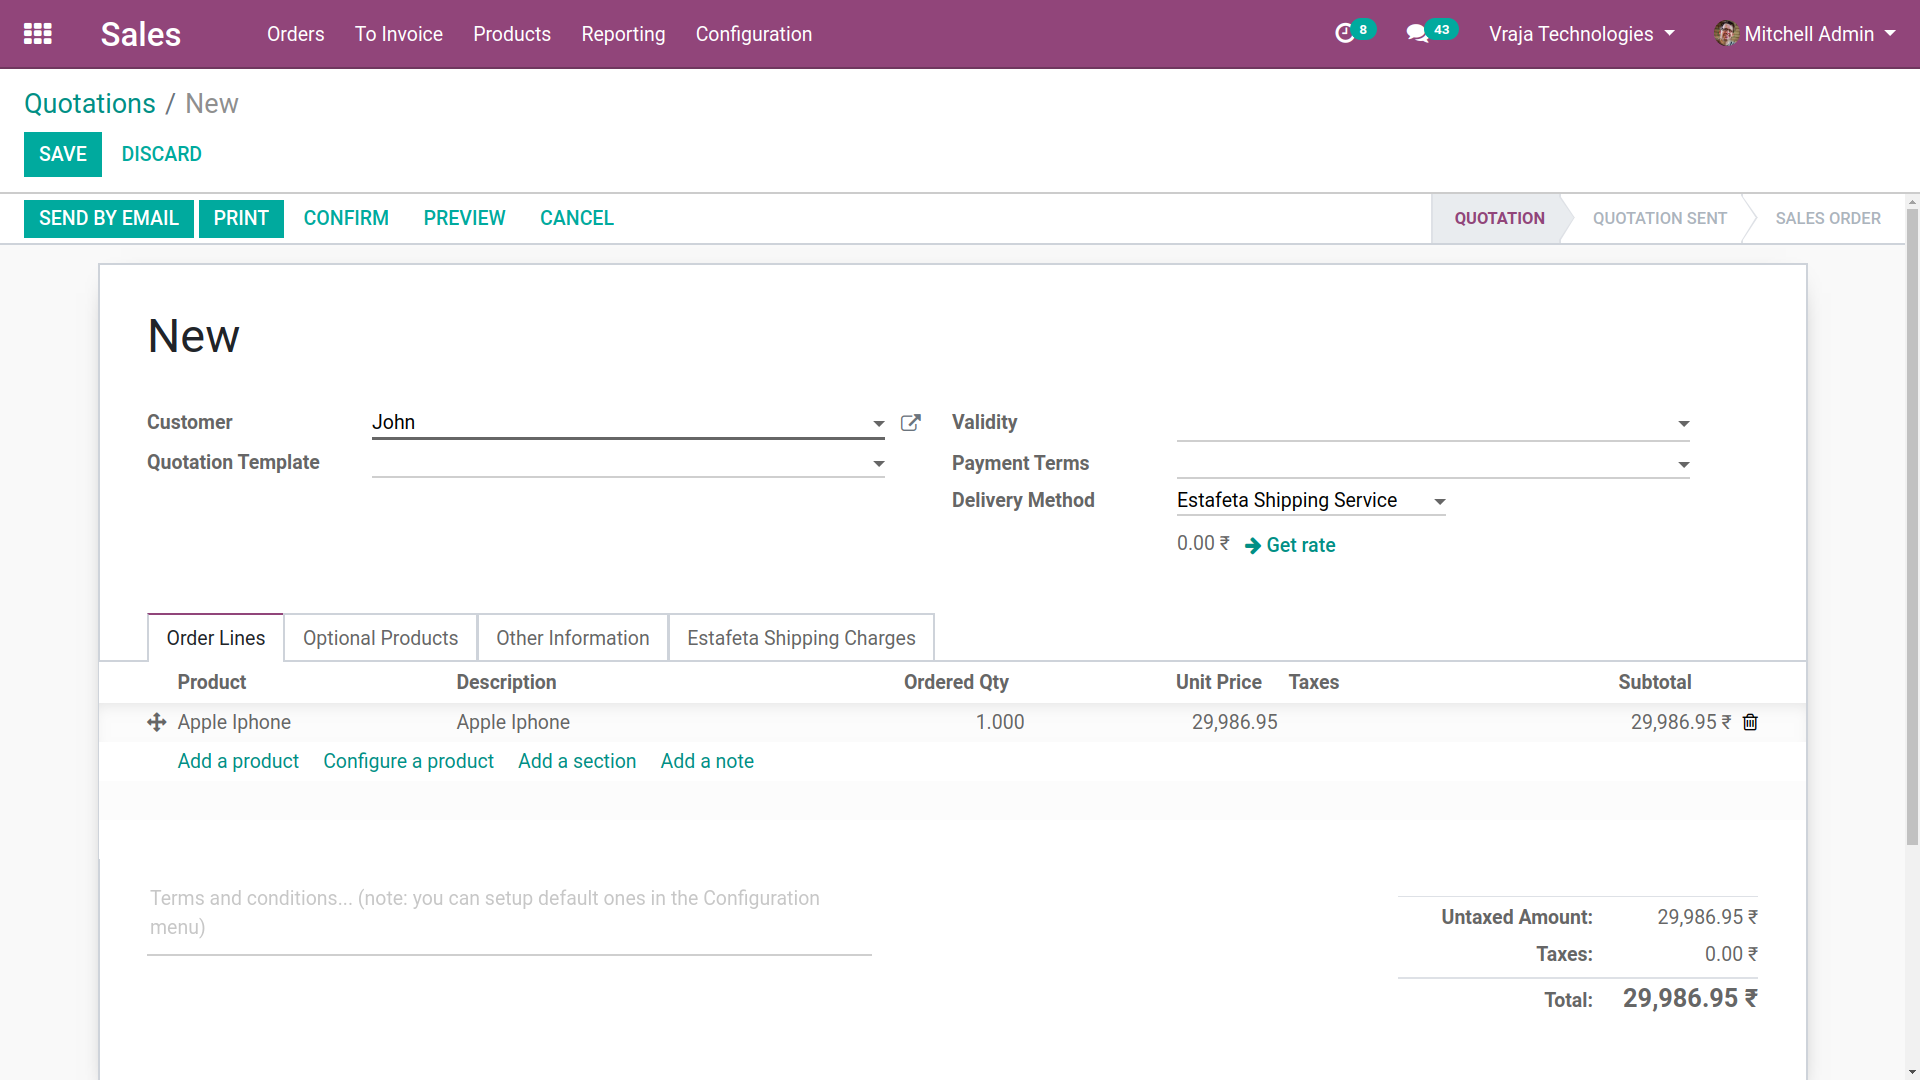 Sales Orders To Invoice Products Reporting Configuration 8 43 Vraja Technologies Mitchell Admin
Quotations / New
SAVE DISCARD
SEND BY EMAIL PRINT CONFIRM PREVIEW CANCEL QUOTATION QUOTATION SENT SALES ORDER
New
Customer John Validity
Quotation Template Payment Terms
Delivery Method Estafeta Shipping Service
0.00 ₹ Get rate
Order Lines Optional Products Other Information Estafeta Shipping Charges
Product Description Ordered Qty Unit Price Taxes Subtotal
Apple Iphone Apple Iphone 1.000 29,986.95 29,986.95 ₹
Add a product Configure a product Add a section Add a note
Terms and conditions... (note: you can setup default ones in the Configuration
menu)
Untaxed Amount: 29,986.95 ₹
Taxes: 0.00 ₹
Total: 29,986.95 ₹